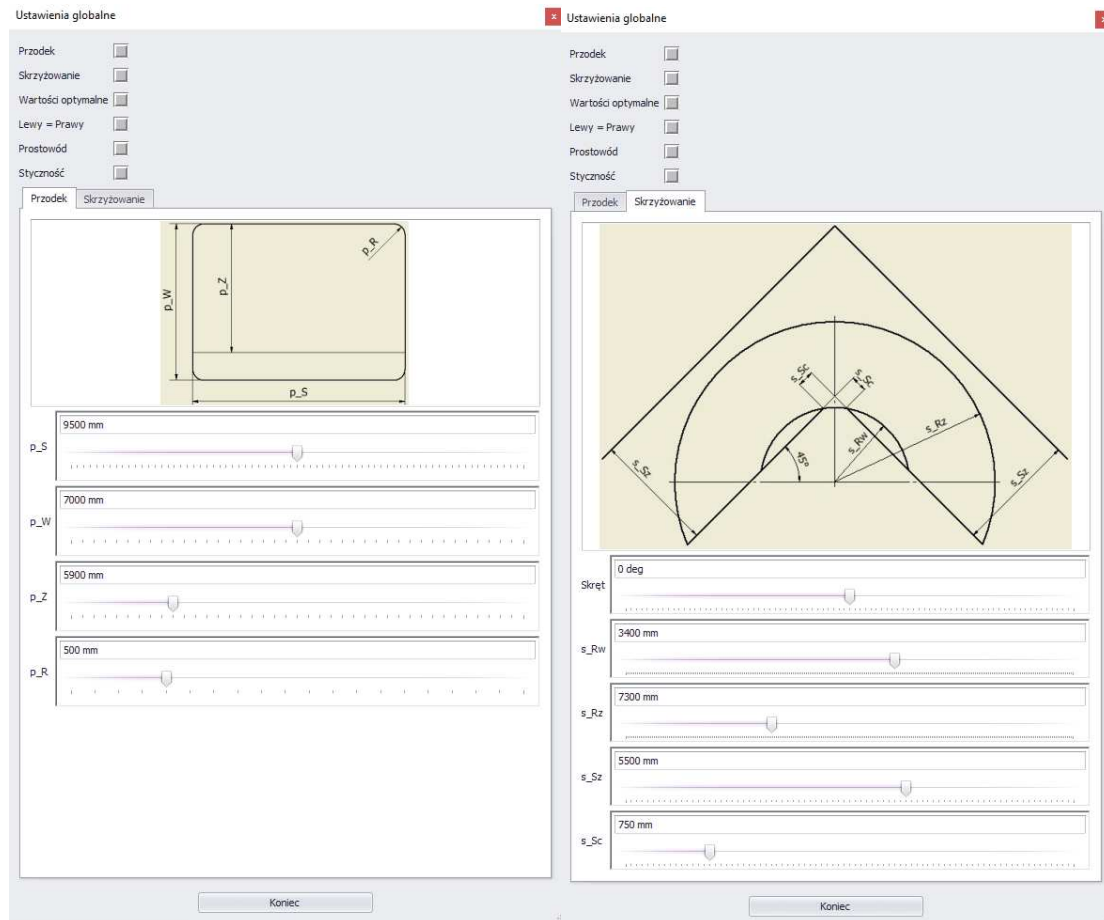 Ustawienia globalne
x
Przodek
Skrzyżowanie
Wartości optymalne
Lewy = Prawy
Prostowód
Styczność
Przodek
Skrzyżowanie
p_R
p_Z
p_W
p_S
9500 mm
p_S
7000 mm
p_W
5900 mm
p_Z
500 mm
p_R
Koniec
Ustawienia globalne
x
Przodek
Skrzyżowanie
Wartości optymalne
Lewy = Prawy
Prostowód
Styczność
Przodek
Skrzyżowanie
s_Sc
s_Sc
s_Rz
s_Rw
45°
s_Sz
s_Sz
0 deg
Skręt
3400 mm
s_Rw
7300 mm
s_Rz
5500 mm
s_Sz
750 mm
s_Sc
Koniec